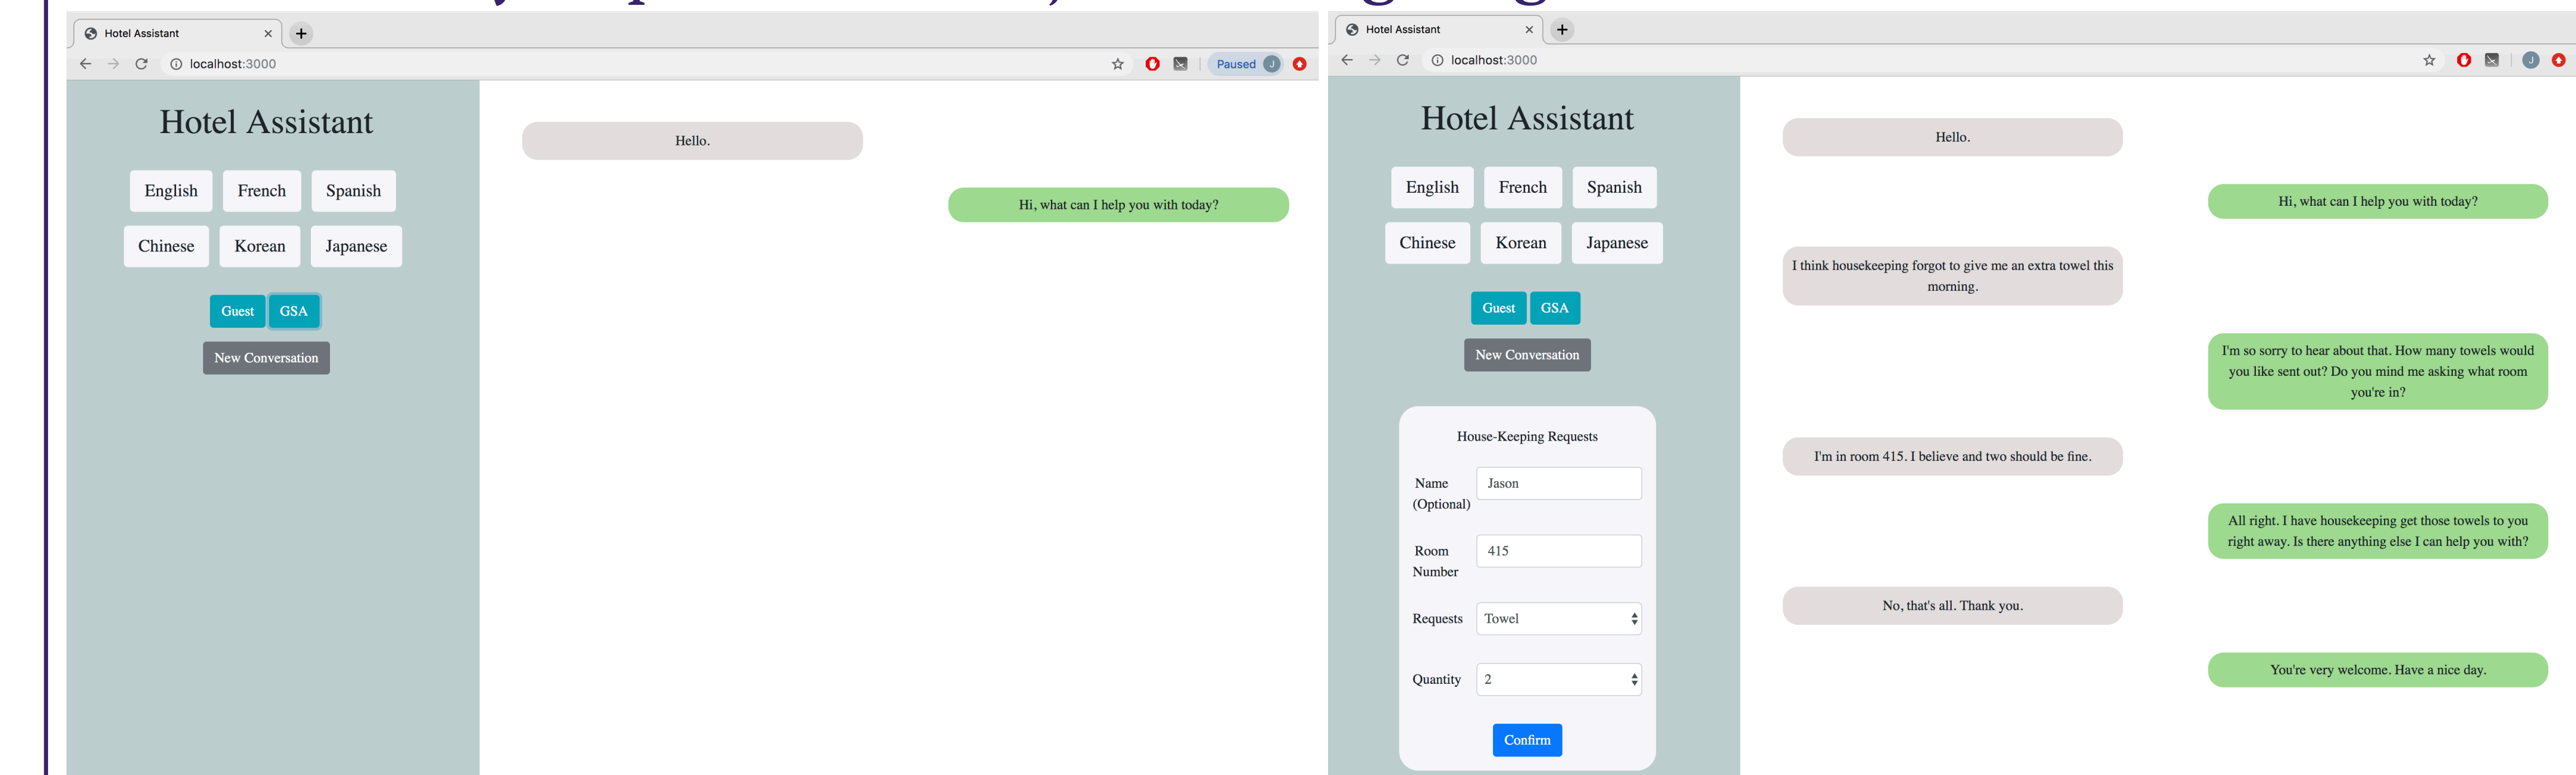 Hotel Assistant
localhost:3000
Paused J
Hotel Assistant
English French Spanish
Chinese Korean Japanese
Guest GSA
New Conversation
Hello.
Hi, what can I help you with today?
Hotel Assistant
localhost:3000
J
Hotel Assistant
English French Spanish
Chinese Korean Japanese
Guest GSA
New Conversation
House-Keeping Requests
Name
(Optional)
Jason
Room
Number
415
Requests Towel
Quantity 2
Confirm
Hello.
Hi, what can I help you with today?
I think housekeeping forgot to give me an extra towel this
morning.
I'm so sorry to hear about that. How many towels would
you like sent out? Do you mind me asking what room
you're in?
I'm in room 415. I believe and two should be fine.
All right. I have housekeeping get those towels to you
right away. Is there anything else I can help you with?
No, that's all. Thank you.
You're very welcome. Have a nice day.